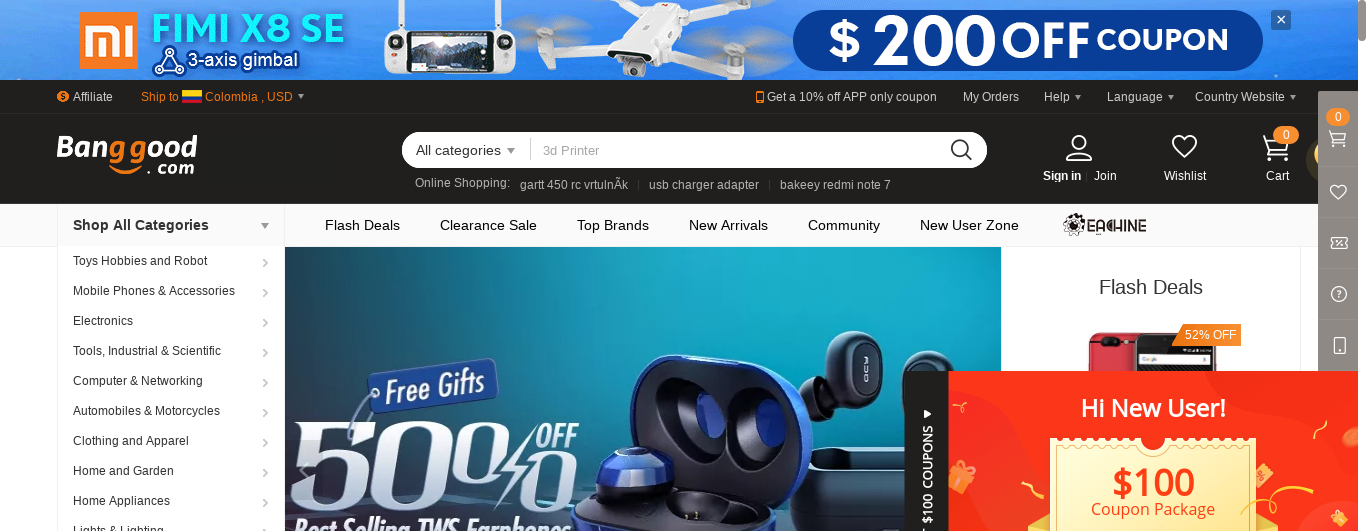 FIMI X8 SE
3-axis gimbal
$200 OFF COUPON
Affiliate
Ship to Colombia , USD
Get a 10% off APP only coupon
My Orders
Help
Language
Country Website
Banggood
.com
All categories
3d Printer
Online Shopping:
gartt 450 rc vrtulnÃk
usb charger adapter
bakeey redmi note 7
Sign in
Join
Wishlist
0
Cart
0
Shop All Categories
Flash Deals
Clearance Sale
Top Brands
New Arrivals
Community
New User Zone
EACHINE
Toys Hobbies and Robot
Mobile Phones & Accessories
Electronics
Tools, Industrial & Scientific
Computer & Networking
Automobiles & Motorcycles
Clothing and Apparel
Home and Garden
Home Appliances
Lights & Lighting
Free Gifts
50% OFF
Best Selling TWS Earphones
QCY
Flash Deals
52% OFF
Google
$100 COUPONS
Hi New User!
$100
Coupon Package